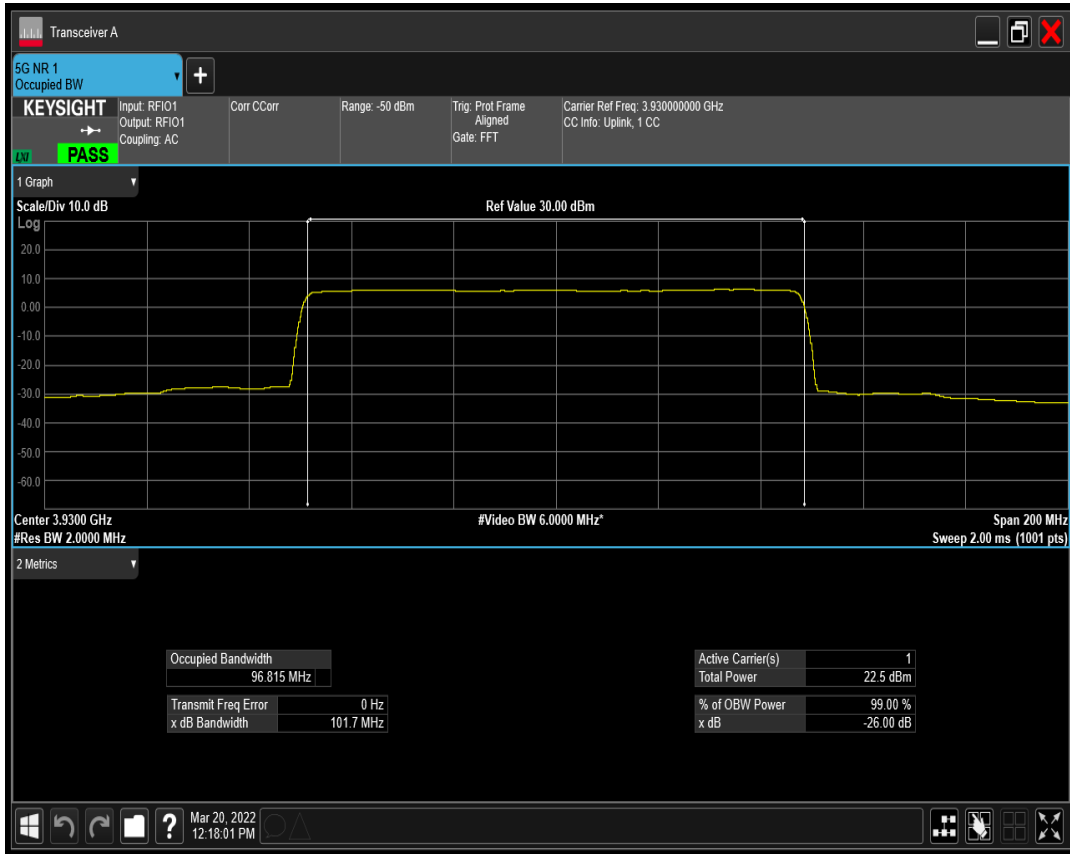 Transceiver A
5G NR 1
Occupied BW
KEYSIGHT
LXI
PASS
Input: RFIO1
Output: RFIO1
Coupling: AC
Corr CCorr
Range: -50 dBm
Trig: Prot Frame
Aligned
Gate: FFT
Carrier Ref Freq: 3.930000000 GHz
CC Info: Uplink, 1 CC
1 Graph
Scale/Div 10.0 dB
Ref Value 30.00 dBm
Log
20.0
10.0
0.00
-10.0
-20.0
-30.0
-40.0
-50.0
-60.0
Center 3.9300 GHz
#Video BW 6.0000 MHz*
Span 200 MHz
#Res BW 2.0000 MHz
Sweep 2.00 ms (1001 pts)
2 Metrics
Occupied Bandwidth
96.815 MHz
Transmit Freq Error 0 Hz
x dB Bandwidth 101.7 MHz
Active Carrier(s) 1
Total Power 22.5 dBm
% of OBW Power 99.00 %
x dB -26.00 dB
?
Mar 20, 2022
12:18:01 PM